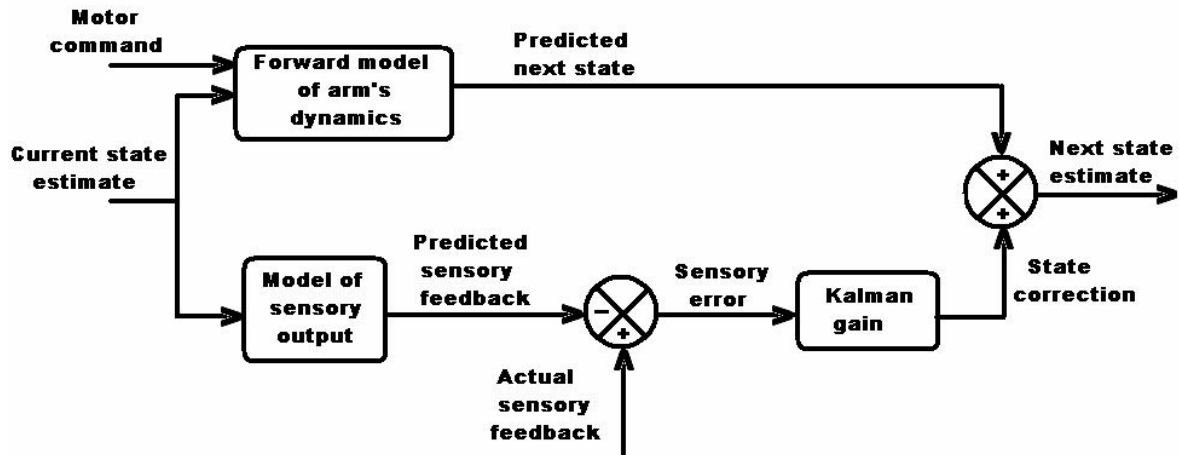 Motor
command
Forward model
of arm's
dynamics
Predicted
next state
Current state
estimate
+
+
Next state
estimate
Model of
sensory
output
Predicted
sensory
feedback
−
+
Sensory
error
Kalman
gain
State
correction
Actual
sensory
feedback